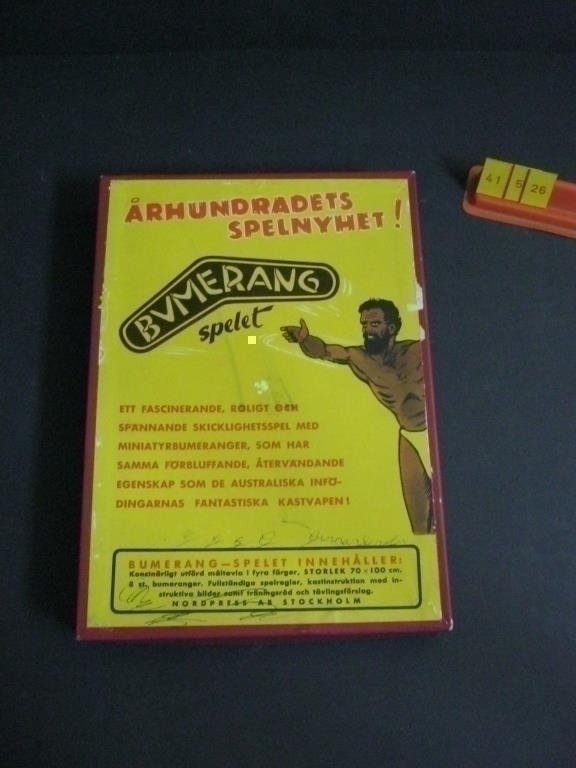 ÅRHUNDRADETS
SPELNYHET!
BUMERANG
spelet
ETT FASCINERANDE, ROLIGT OCH
SPÄNNANDE SKICKLIGHETSSPEL MED
MINIATYRBUMERANGER, SOM HAR
SAMMA FÖRBLUFFANDE, ÅTERVÄNDANDE
EGENSKAP SOM DE AUSTRALISKA INFÖ-
DINGARNAS FANTASTISKA KASTVAPEN!
BUMERANG—SPELET INNEHÅLLER:
Konstnärligt utförd måltavla i fyra färger, STORLEK 70×100 cm.
8 st. bumeranger. Fullständiga spelregler, kastinstruktion med in-
struktiva bilder samt träningsråd och tävlingsförslag.
NORDPRESS AB STOCKHOLM
41 5 26